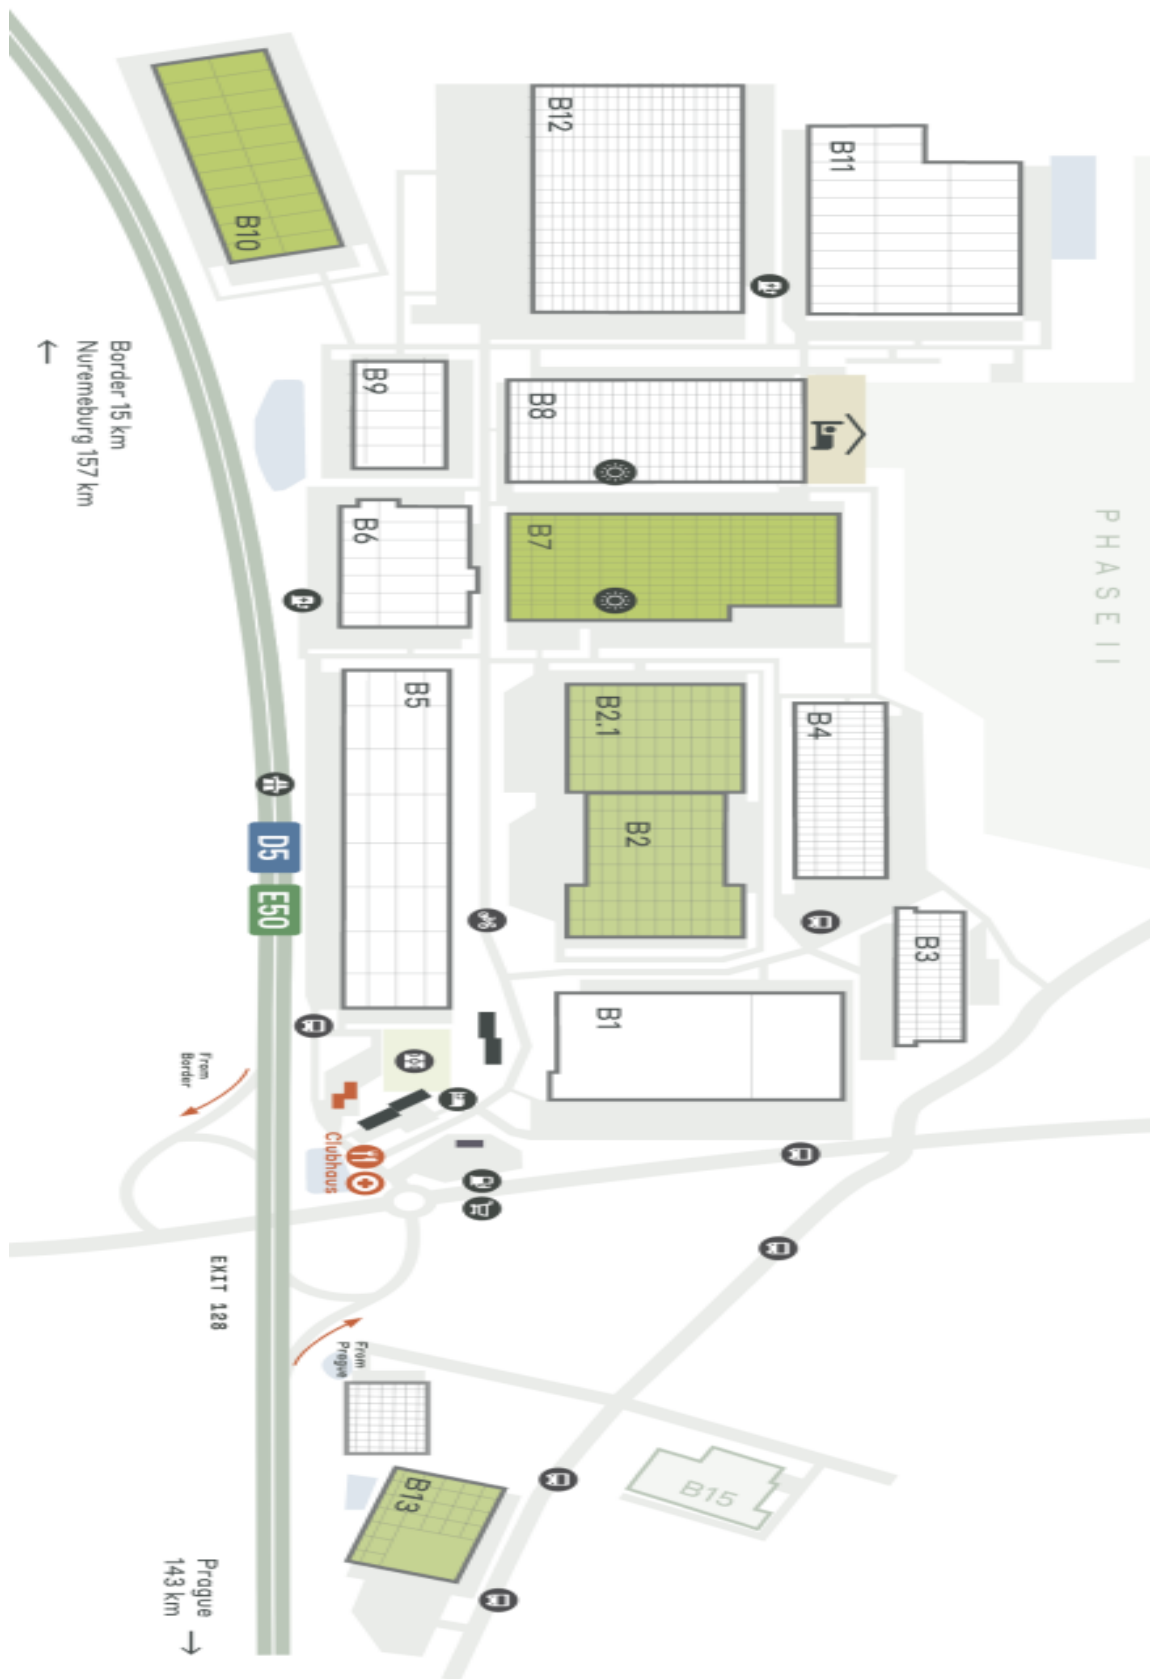 B10
B12
B11
Border 15 km
Nuremeburg 157 km
←
B9
B8
B6
B7
PHASE II
B5
B2.1
B4
B2
D5
E50
B3
B1
From
Border
Clubhaus
EXIT 128
From
Prague
B13
B15
Prague
143 km
→